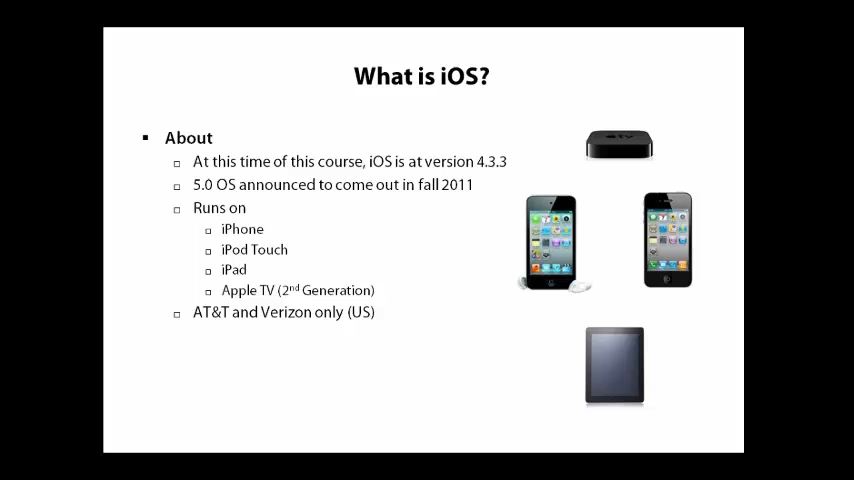 What is iOS?
About
At this time of this course, iOS is at version 4.3.3
5.0 OS announced to come out in fall 2011
Runs on
iPhone
iPod Touch
iPad
Apple TV (2nd Generation)
AT&T and Verizon only (US)
tv